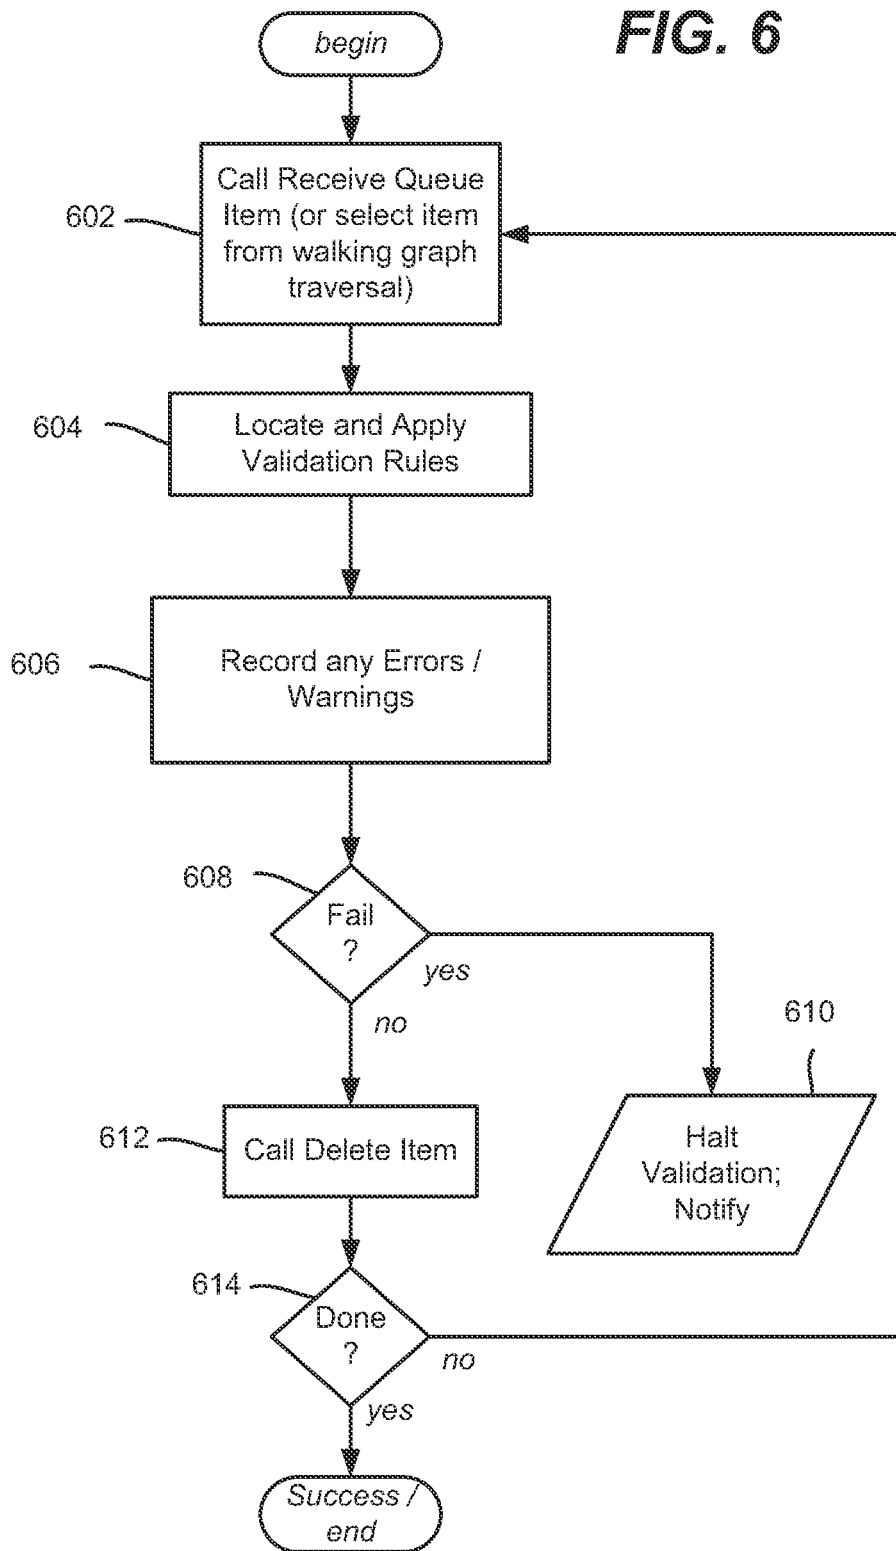 FIG. 6
begin
602
Call Receive Queue
Item (or select item
from walking graph
traversal)
604
Locate and Apply
Validation Rules
606
Record any Errors /
Warnings
608
Fail
?
yes
no
610
Halt
Validation;
Notify
612
Call Delete Item
614
Done
?
no
yes
Success /
end